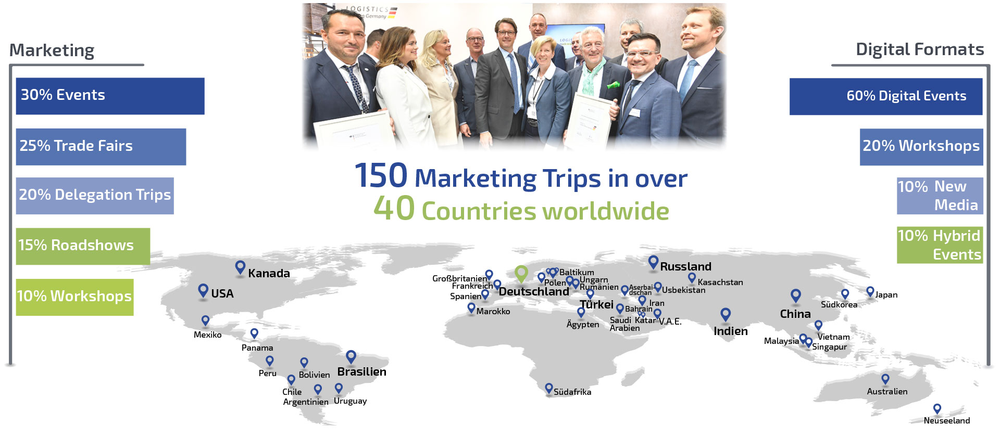 LOGISTICS
Germany
LOGISTICS
Marketing
30% Events
25% Trade Fairs
20% Delegation Trips
15% Roadshows
10% Workshops
Digital Formats
60% Digital Events
20% Workshops
10% New
Media
10% Hybrid
Events
150 Marketing Trips in over
40 Countries worldwide
Kanada
USA
Mexiko
Panama
Peru
Bolivien
Brasilien
Chile
Argentinien
Uruguay
Großbritanien
Frankreich
Spanien
Marokko
Deutschland
Polen
Baltikum
Ungarn
Rumänien
Türkei
Ägypten
Südafrika
Russland
Kasachstan
Usbekistan
Aserbai-
dschan
Iran
Bahrain
Saudi
Arabien
Katar
V.A.E.
Indien
China
Südkorea
Japan
Vietnam
Malaysia
Singapur
Australien
Neuseeland